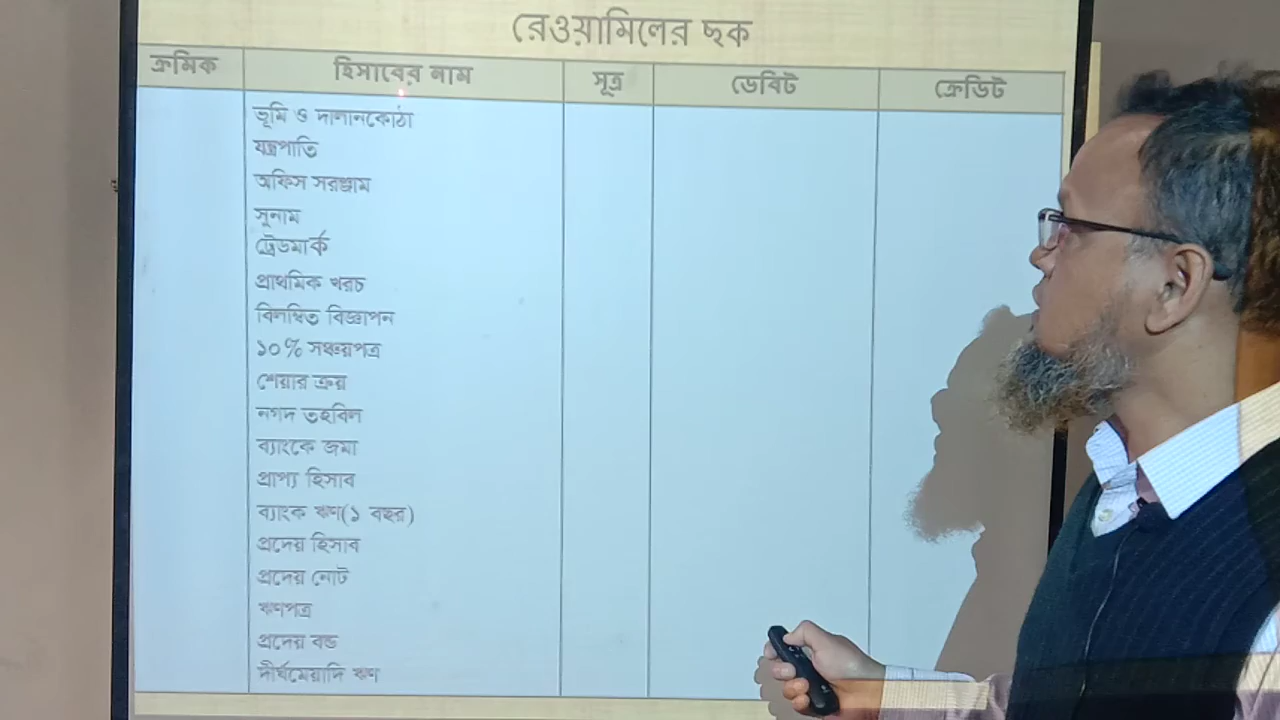 রেওয়ামিলের ছক
ক্রমিক হিসাবের নাম সূত্র ডেবিট ক্রেডিট
ভূমি ও দালানকোঠা
যন্ত্রপাতি
অফিস সরঞ্জাম
সুনাম
ট্রেডমার্ক
প্রাথমিক খরচ
বিলম্বিত বিজ্ঞাপন
১০% সঞ্চয়পত্র
শেয়ার ক্রয়
নগদ তহবিল
ব্যাংকে জমা
প্রাপ্য হিসাব
ব্যাংক ঋণ(১ বছর)
প্রদেয় হিসাব
প্রদেয় নোট
ঋণপত্র
প্রদেয় বন্ড
দীর্ঘমেয়াদি ঋণ